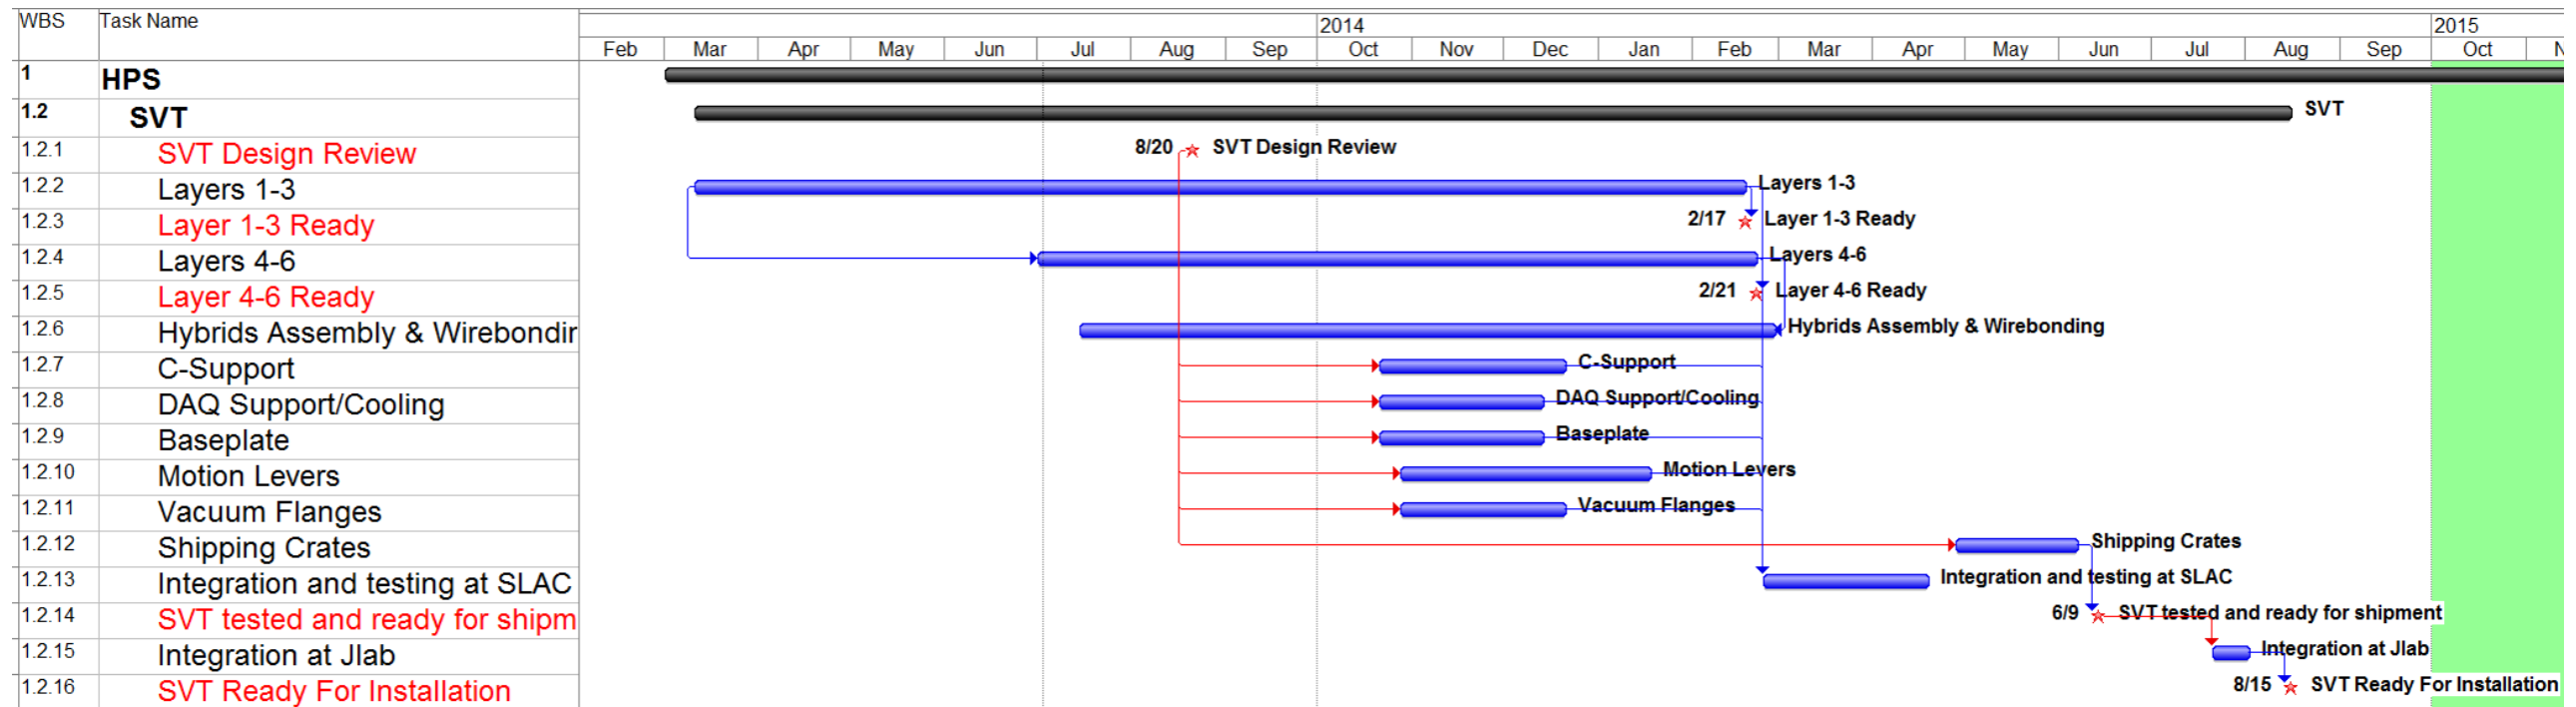 WBS Task Name
2014 2015
Feb Mar Apr May Jun Jul Aug Sep Oct Nov Dec Jan Feb Mar Apr May Jun Jul Aug Sep Oct N
1 HPS
1.2 SVT SVT
1.2.1 SVT Design Review 8/20 SVT Design Review
1.2.2 Layers 1-3 Layers 1-3
1.2.3 Layer 1-3 Ready 2/17 Layer 1-3 Ready
1.2.4 Layers 4-6 Layers 4-6
1.2.5 Layer 4-6 Ready 2/21 Layer 4-6 Ready
1.2.6 Hybrids Assembly & Wirebondir Hybrids Assembly & Wirebonding
1.2.7 C-Support C-Support
1.2.8 DAQ Support/Cooling DAQ Support/Cooling
1.2.9 Baseplate Baseplate
1.2.10 Motion Levers Motion Levers
1.2.11 Vacuum Flanges Vacuum Flanges
1.2.12 Shipping Crates Shipping Crates
1.2.13 Integration and testing at SLAC Integration and testing at SLAC
1.2.14 SVT tested and ready for shipm 6/9 SVT tested and ready for shipment
1.2.15 Integration at Jlab Integration at Jlab
1.2.16 SVT Ready For Installation 8/15 SVT Ready For Installation